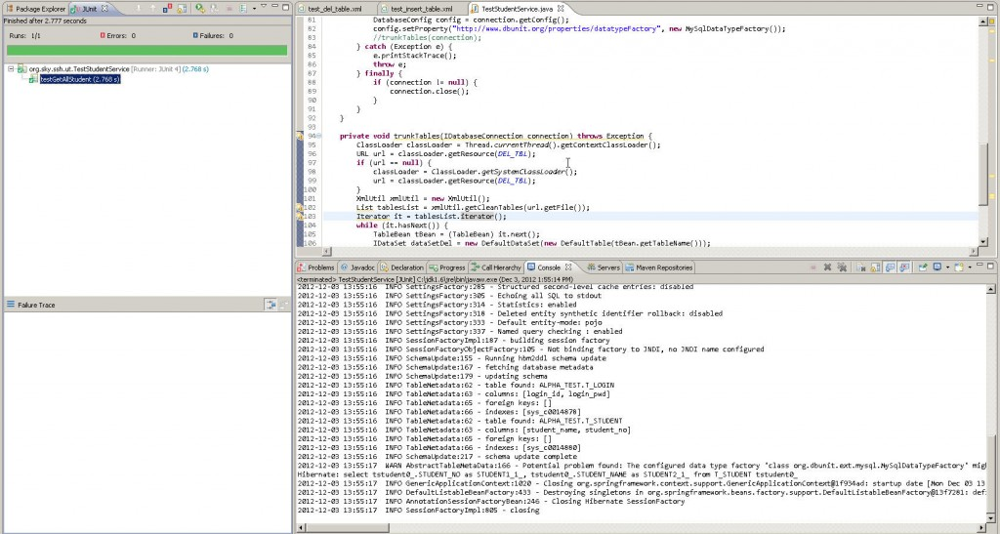 Package Explorer
JUnit
Finished after 2.777 seconds
Runs: 1/1
Errors: 0
Failures: 0
org.sky.ssh.ut.TestStudentService [Runner: JUnit 4] (2.768 s)
testGetAllStudent (2.768 s)
Failure Trace
test_del_table.xml
test_insert_table.xml
TestStudentService.java
81 DatabaseConfig config = connection.getConfig();
82 config.setProperty("http://www.dbunit.org/properties/datatypeFactory", new MySqlDataTypeFactory());
83 //trunkTables(connection);
84 } catch (Exception e) {
85 e.printStackTrace();
86 throw e;
87 } finally {
88 if (connection != null) {
89 connection.close();
90 }
91 }
92 }
93
94 private void trunkTables(IDatabaseConnection connection) throws Exception {
95 ClassLoader classLoader = Thread.currentThread().getContextClassLoader();
96 URL url = classLoader.getResource(DEL_TBL);
97 if (url == null) {
98 classLoader = ClassLoader.getSystemClassLoader();
99 url = classLoader.getResource(DEL_TBL);
100 }
101 XmlUtil xmlUtil = new XmlUtil();
102 List tablesList = xmlUtil.getCleanTables(url.getFile());
103 Iterator it = tablesList.iterator();
104 while (it.hasNext()) {
105 TableBean tBean = (TableBean) it.next();
106 IDataSet dataSetDel = new DefaultDataSet(new DefaultTable(tBean.getTableName()));
Problems
Javadoc
Declaration
Progress
Call Hierarchy
Console
Servers
Maven Repositories
<terminated> TestStudentService [JUnit] C:\jdk1.6\jre\bin\javaw.exe (Dec 3, 2012 1:55:14 PM)
2012-12-03 13:55:16 INFO SettingsFactory:285 - Structured second-level cache entries: disabled
2012-12-03 13:55:16 INFO SettingsFactory:305 - Echoing all SQL to stdout
2012-12-03 13:55:16 INFO SettingsFactory:314 - Statistics: enabled
2012-12-03 13:55:16 INFO SettingsFactory:318 - Deleted entity synthetic identifier rollback: disabled
2012-12-03 13:55:16 INFO SettingsFactory:333 - Default entity-mode: pojo
2012-12-03 13:55:16 INFO SettingsFactory:337 - Named query checking : enabled
2012-12-03 13:55:16 INFO SessionFactoryImpl:187 - building session factory
2012-12-03 13:55:16 INFO SessionFactoryObjectFactory:105 - Not binding factory to JNDI, no JNDI name configured
2012-12-03 13:55:16 INFO SchemaUpdate:155 - Running hbm2ddl schema update
2012-12-03 13:55:16 INFO SchemaUpdate:167 - fetching database metadata
2012-12-03 13:55:16 INFO SchemaUpdate:179 - updating schema
2012-12-03 13:55:16 INFO TableMetadata:62 - table found: ALPHA_TEST.T_LOGIN
2012-12-03 13:55:16 INFO TableMetadata:63 - columns: [login_id, login_pwd]
2012-12-03 13:55:16 INFO TableMetadata:65 - foreign keys: []
2012-12-03 13:55:16 INFO TableMetadata:66 - indexes: [sys_c0014878]
2012-12-03 13:55:16 INFO TableMetadata:62 - table found: ALPHA_TEST.T_STUDENT
2012-12-03 13:55:16 INFO TableMetadata:63 - columns: [student_name, student_no]
2012-12-03 13:55:16 INFO TableMetadata:65 - foreign keys: []
2012-12-03 13:55:16 INFO TableMetadata:66 - indexes: [sys_c0014880]
2012-12-03 13:55:16 INFO SchemaUpdate:217 - schema update complete
2012-12-03 13:55:17 WARN AbstractTableMetaData:166 - Potential problem found: The configured data type factory 'class org.dbunit.ext.mysql.MySqlDataTypeFactory' mig
Hibernate: select tstudent0_.STUDENT_NO as STUDENT1_1_, tstudent0_.STUDENT_NAME as STUDENT2_1_ from T_STUDENT tstudent0_
2012-12-03 13:55:17 INFO GenericApplicationContext:1020 - Closing org.springframework.context.support.GenericApplicationContext@1f934ad: startup date [Mon Dec 03 13
2012-12-03 13:55:17 INFO DefaultListableBeanFactory:433 - Destroying singletons in org.springframework.beans.factory.support.DefaultListableBeanFactory@13f7281: def
2012-12-03 13:55:17 INFO AnnotationSessionFactoryBean:246 - Closing Hibernate SessionFactory
2012-12-03 13:55:17 INFO SessionFactoryImpl:805 - closing